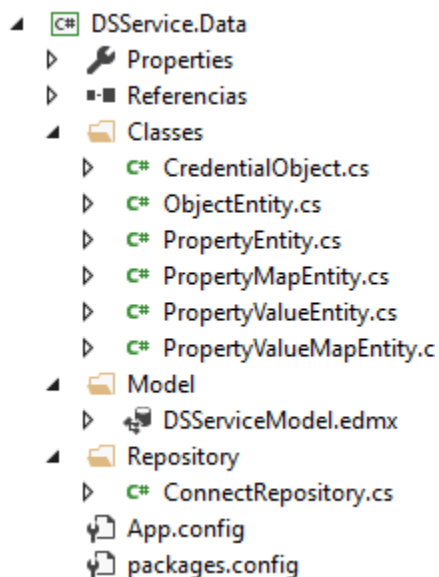 C# DSService.Data
Properties
Referencias
Classes
C# CredentialObject.cs
C# ObjectEntity.cs
C# PropertyEntity.cs
C# PropertyMapEntity.cs
C# PropertyValueEntity.cs
C# PropertyValueMapEntity.c
Model
DSServiceModel.edmx
Repository
C# ConnectRepository.cs
App.config
packages.config